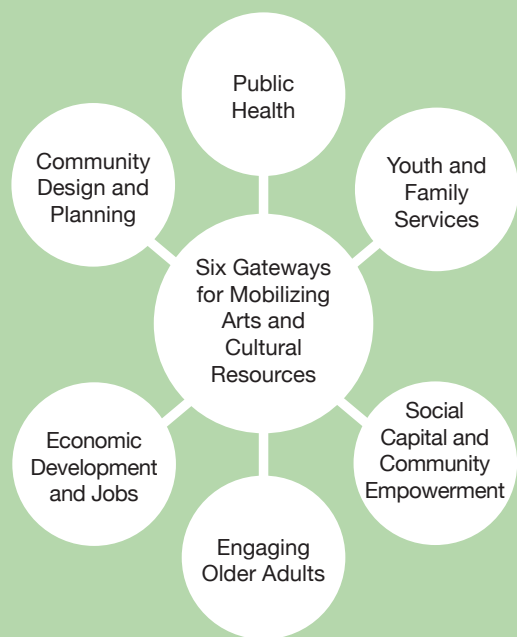 Public
Health
Community
Design and
Planning
Youth and
Family
Services
Six Gateways
for Mobilizing
Arts and
Cultural
Resources
Economic
Development
and Jobs
Social
Capital and
Community
Empowerment
Engaging
Older Adults